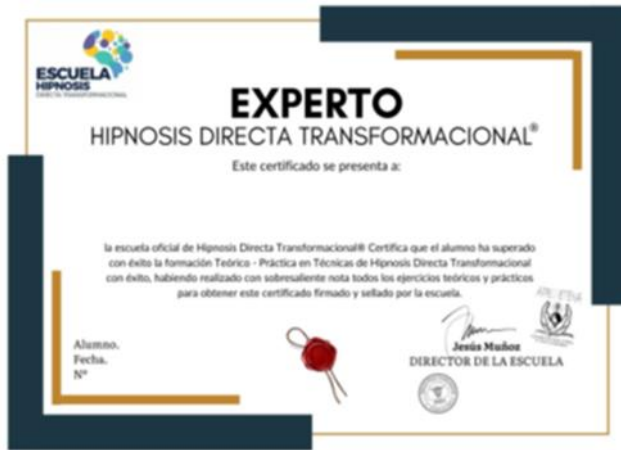 ESCUELA
HIPNOSIS
DIRECTA TRANSFORMACIONAL
EXPERTO
HIPNOSIS DIRECTA TRANSFORMACIONAL®
Este certificado se presenta a:
la escuela oficial de Hipnosis Directa Transformacional® Certifica que el alumno ha superado
con éxito la formación Teórico - Práctica en Técnicas de Hipnosis Directa Transformacional
con éxito, habiendo realizado con sobresaliente nota todos los ejercicios teóricos y prácticos
para obtener este certificado firmado y sellado por la escuela.
Alumno.
Fecha.
Nº
Jesús Muñoz
DIRECTOR DE LA ESCUELA